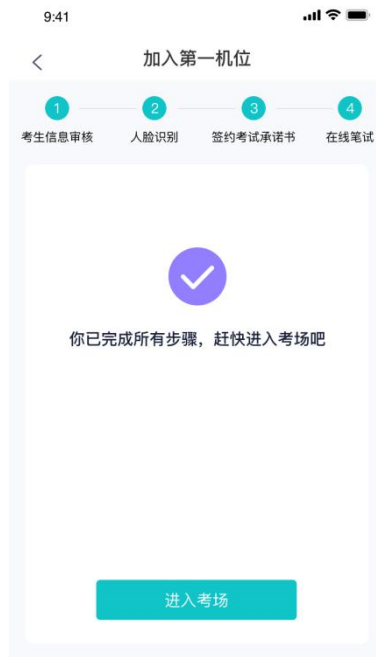 9:41
加入第一机位
1 2 3 4
考生信息审核 人脸识别 签约考试承诺书 在线笔试
你已完成所有步骤，赶快进入考场吧
进入考场